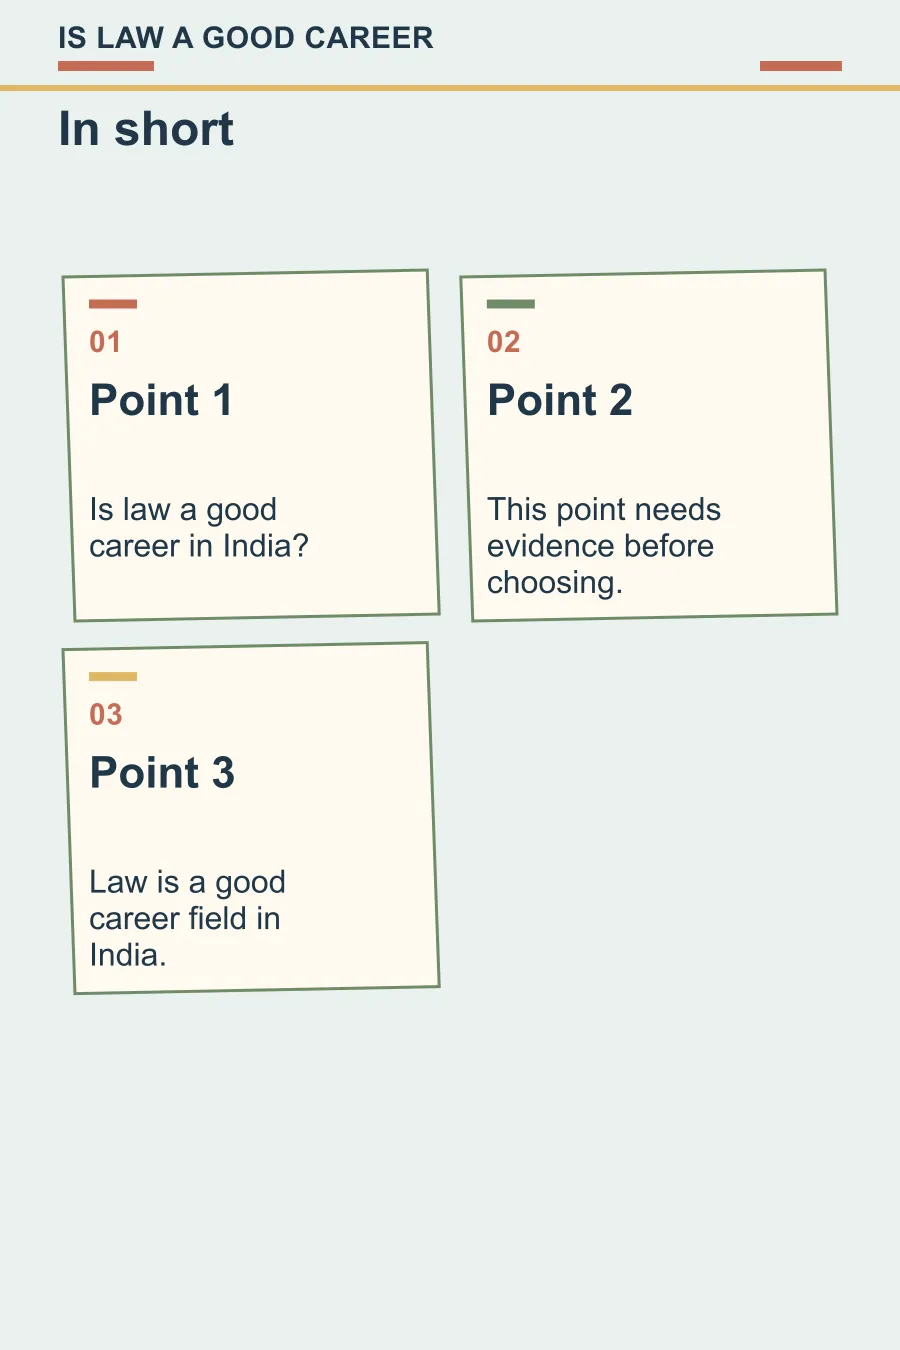 IS LAW A GOOD CAREER
In short
01
Point 1
Is law a good
career in India?
02
Point 2
This point needs
evidence before
choosing.
03
Point 3
Law is a good
career field in
India.